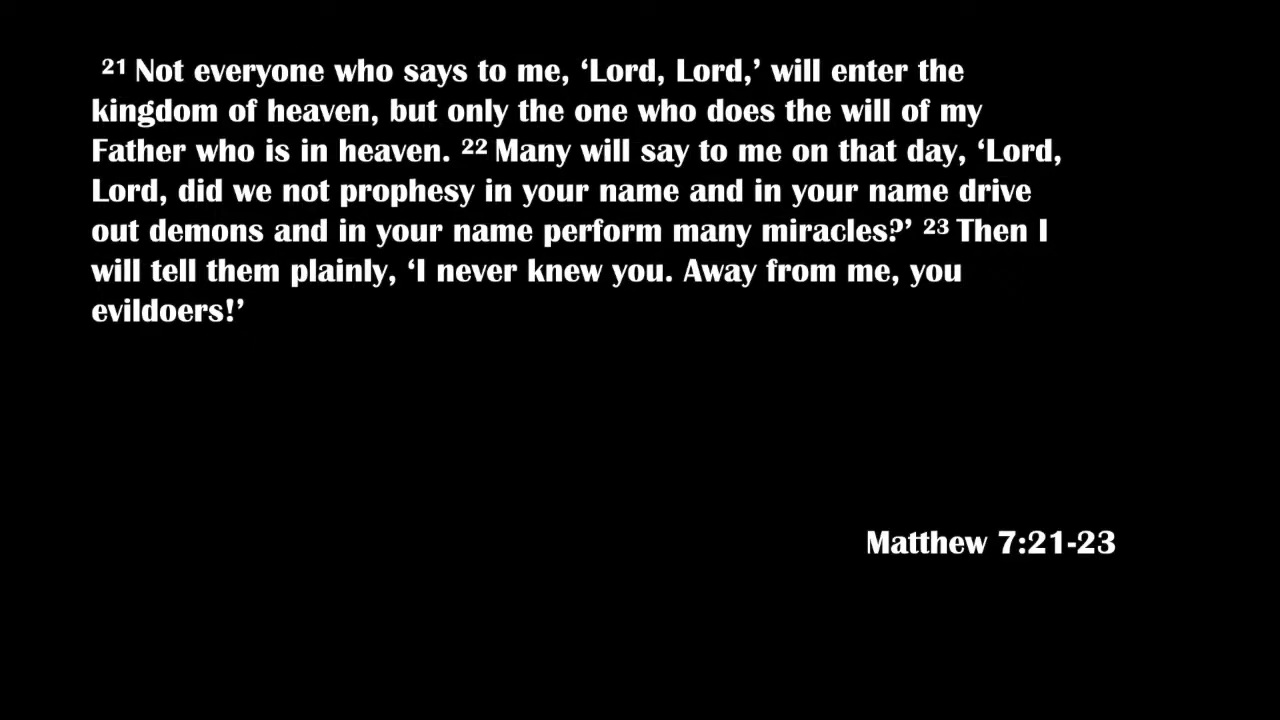 ²¹ Not everyone who says to me, ‘Lord, Lord,’ will enter the
kingdom of heaven, but only the one who does the will of my
Father who is in heaven. ²² Many will say to me on that day, ‘Lord,
Lord, did we not prophesy in your name and in your name drive
out demons and in your name perform many miracles?’ ²³ Then I
will tell them plainly, ‘I never knew you. Away from me, you
evildoers!’
Matthew 7:21-23